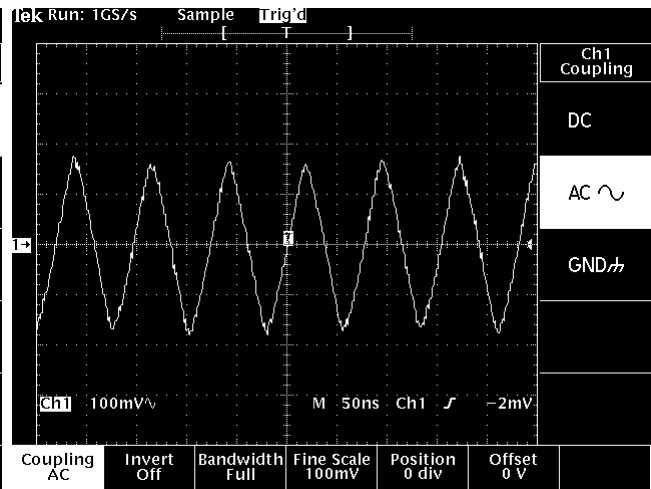 Tek Run: 1GS/s Sample Trig'd
[ T ]
Ch1
Coupling
DC
AC
GND
1
Ch1 100mV M 50ns Ch1 -2mV
Coupling
AC
Invert
Off
Bandwidth
Full
Fine Scale
100mV
Position
0 div
Offset
0 V